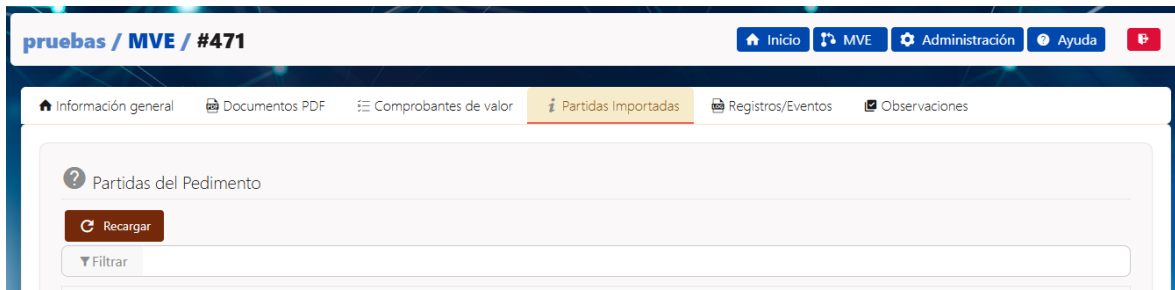 pruebas / MVE / #471
Inicio MVE Administración Ayuda
Información general Documentos PDF Comprobantes de valor Partidas Importadas Registros/Eventos Observaciones
Partidas del Pedimento
Recargar
Filtrar